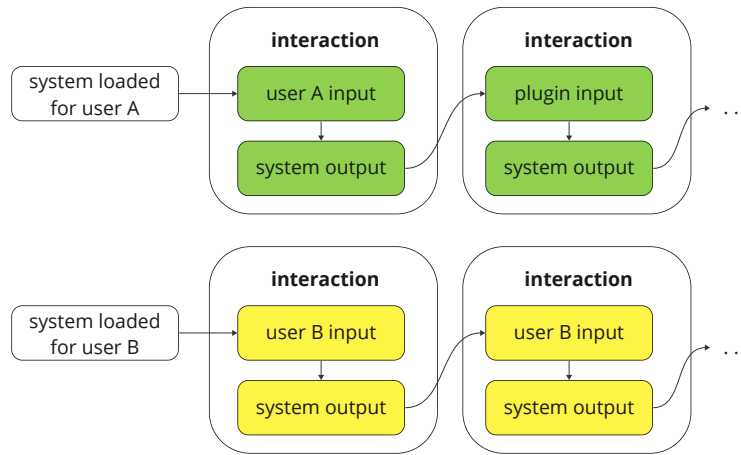 interaction
interaction
system loaded
for user A
user A input
plugin input
. .
system output
system output
interaction
interaction
system loaded
for user B
user B input
user B input
. .
system output
system output